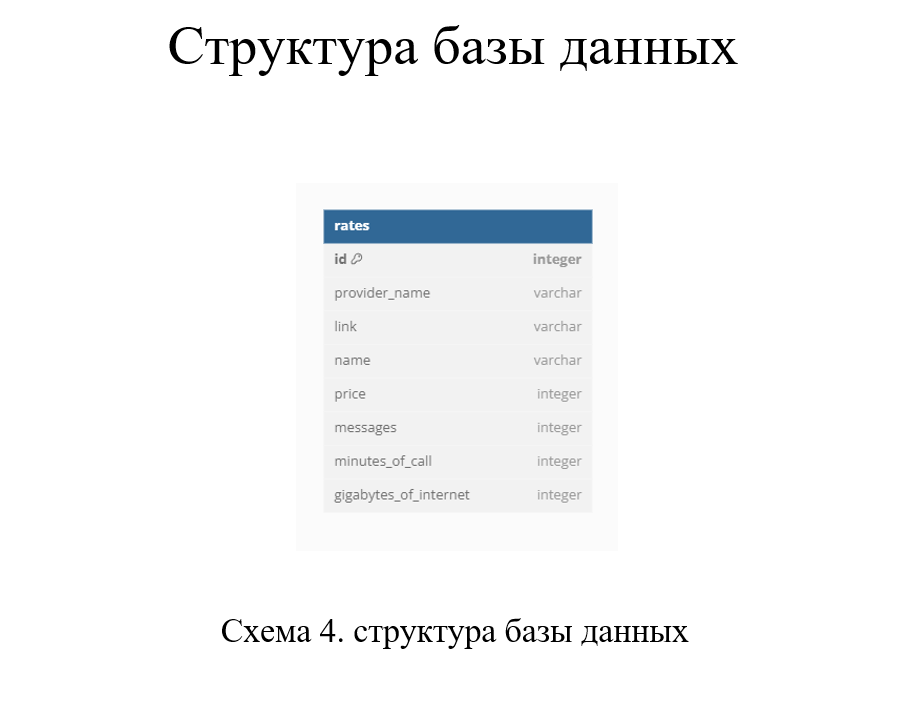 Структура базы данных
rates
id integer
provider_name varchar
link varchar
name varchar
price integer
messages integer
minutes_of_call integer
gigabytes_of_internet integer
Схема 4. структура базы данных